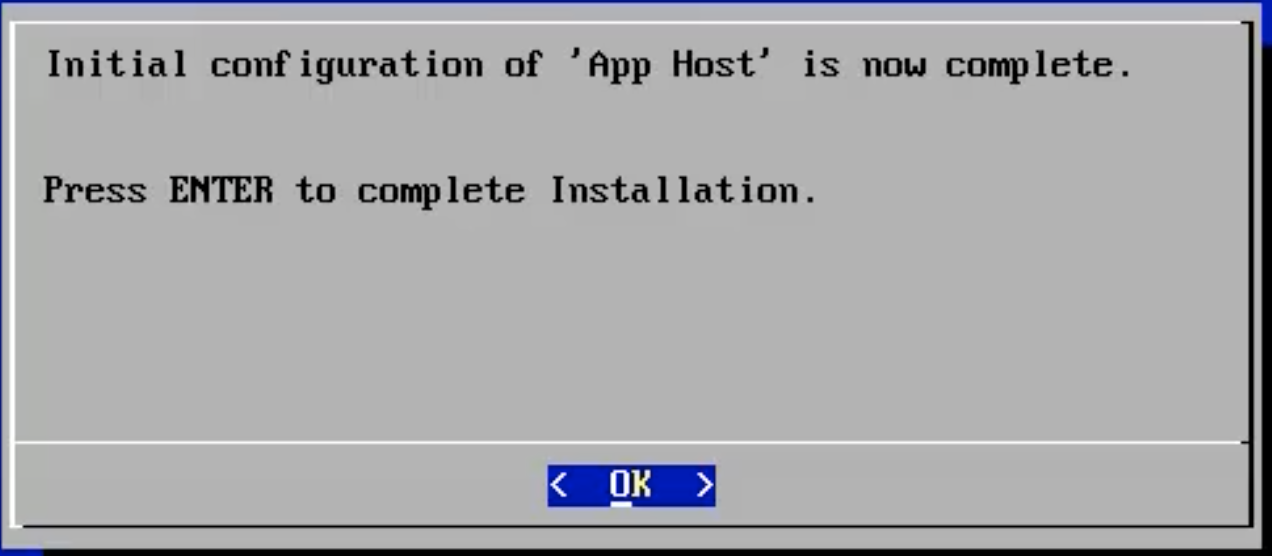 Initial configuration of 'App Host' is now complete.
Press ENTER to complete Installation.
< OK >